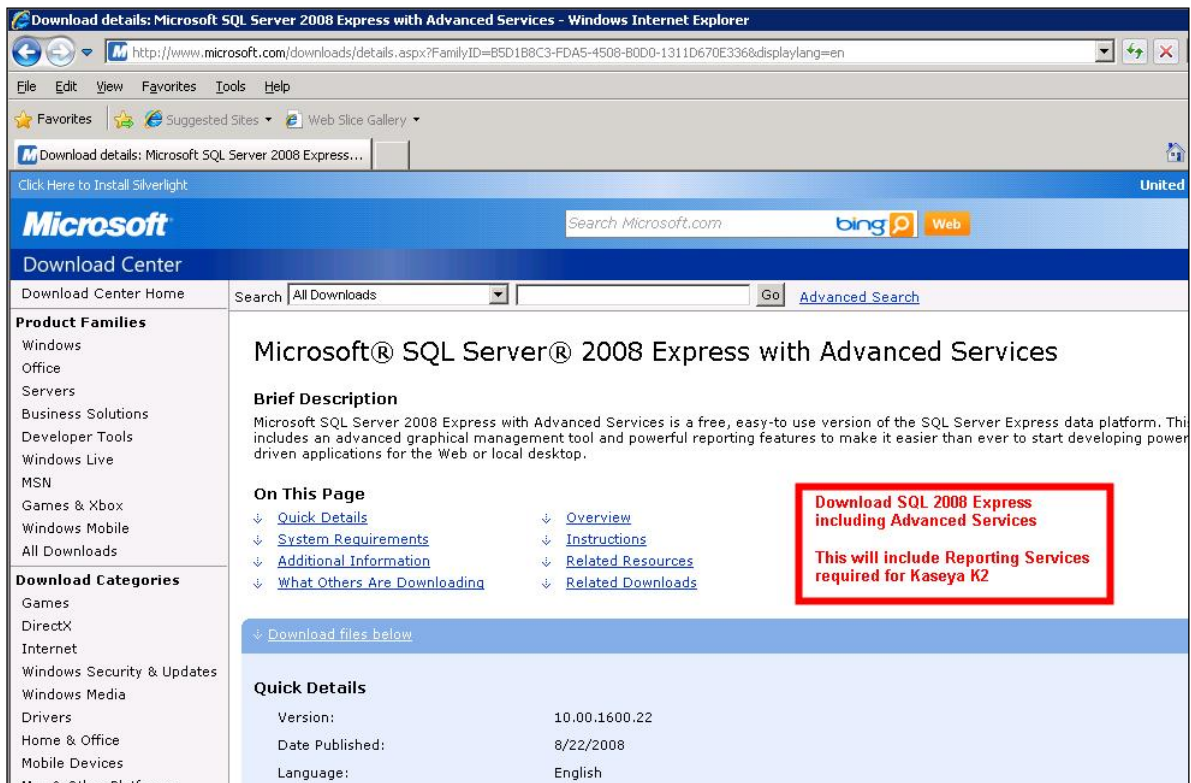 Download details: Microsoft SQL Server 2008 Express with Advanced Services - Windows Internet Explorer
http://www.microsoft.com/downloads/details.aspx?FamilyID=B5D1B8C3-FDA5-4508-B0D0-1311D670E336&displaylang=en
File Edit View Favorites Tools Help
Favorites Suggested Sites Web Slice Gallery
Download details: Microsoft SQL Server 2008 Express...
Click Here to Install Silverlight United
Microsoft Search Microsoft.com bing Web
Download Center
Download Center Home
Search All Downloads Go Advanced Search
Product Families
Windows
Office
Servers
Business Solutions
Developer Tools
Windows Live
MSN
Games & Xbox
Windows Mobile
All Downloads
Download Categories
Games
DirectX
Internet
Windows Security & Updates
Windows Media
Drivers
Home & Office
Mobile Devices
Microsoft® SQL Server® 2008 Express with Advanced Services
Brief Description
Microsoft SQL Server 2008 Express with Advanced Services is a free, easy-to use version of the SQL Server Express data platform. This
includes an advanced graphical management tool and powerful reporting features to make it easier than ever to start developing power
driven applications for the Web or local desktop.
On This Page
Quick Details
System Requirements
Additional Information
What Others Are Downloading
Overview
Instructions
Related Resources
Related Downloads
Download SQL 2008 Express
including Advanced Services
This will include Reporting Services
required for Kaseya K2
Download files below
Quick Details
Version: 10.00.1600.22
Date Published: 8/22/2008
Language: English